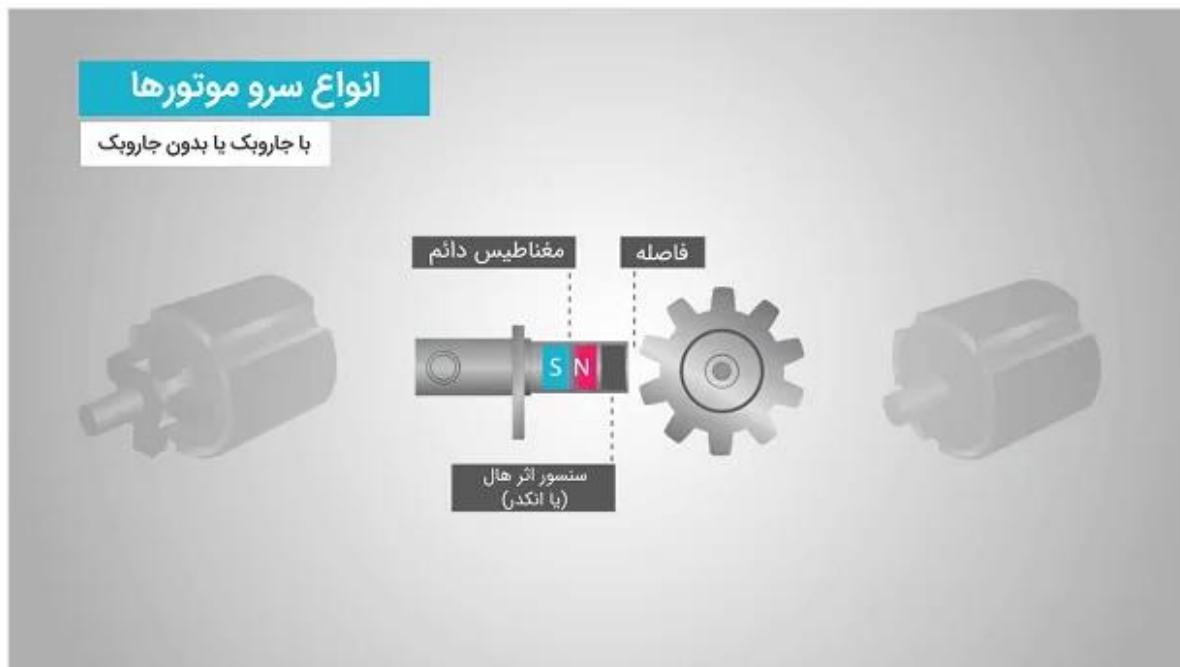 انواع سرو موتورها
با جاروبک یا بدون جاروبک
مغناطیس دائم
فاصله
S N
سنسور اثر هال
(یا انکدر)